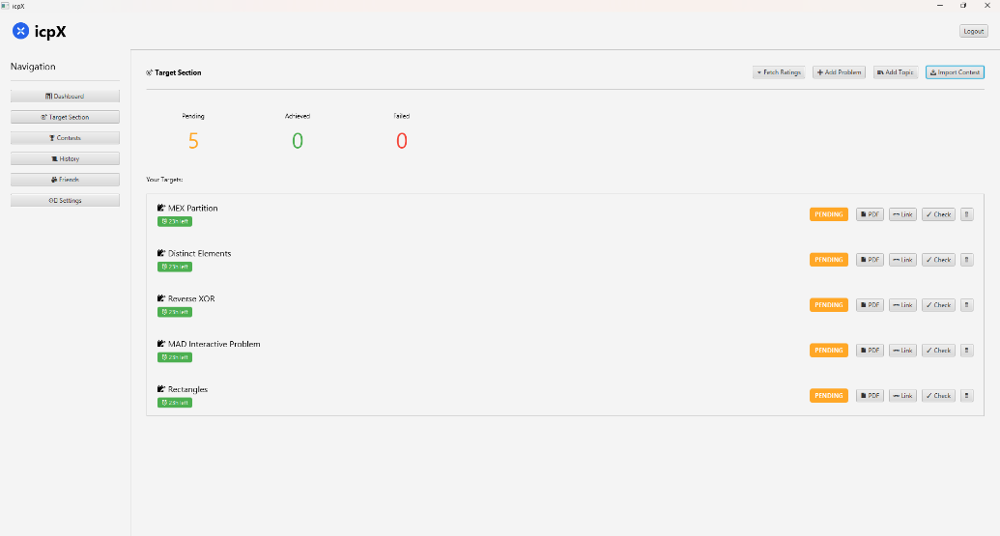 icpX
icpX
Logout
Navigation
Dashboard
Target Section
Contests
History
Friends
Settings
Target Section
Fetch Ratings
Add Problem
Add Topic
Import Contest
Pending
Achieved
Failed
5
0
0
Your Targets:
MEX Partition
23h left
PENDING
PDF
Link
Check
Distinct Elements
23h left
PENDING
PDF
Link
Check
Reverse XOR
23h left
PENDING
PDF
Link
Check
MAD Interactive Problem
23h left
PENDING
PDF
Link
Check
Rectangles
23h left
PENDING
PDF
Link
Check